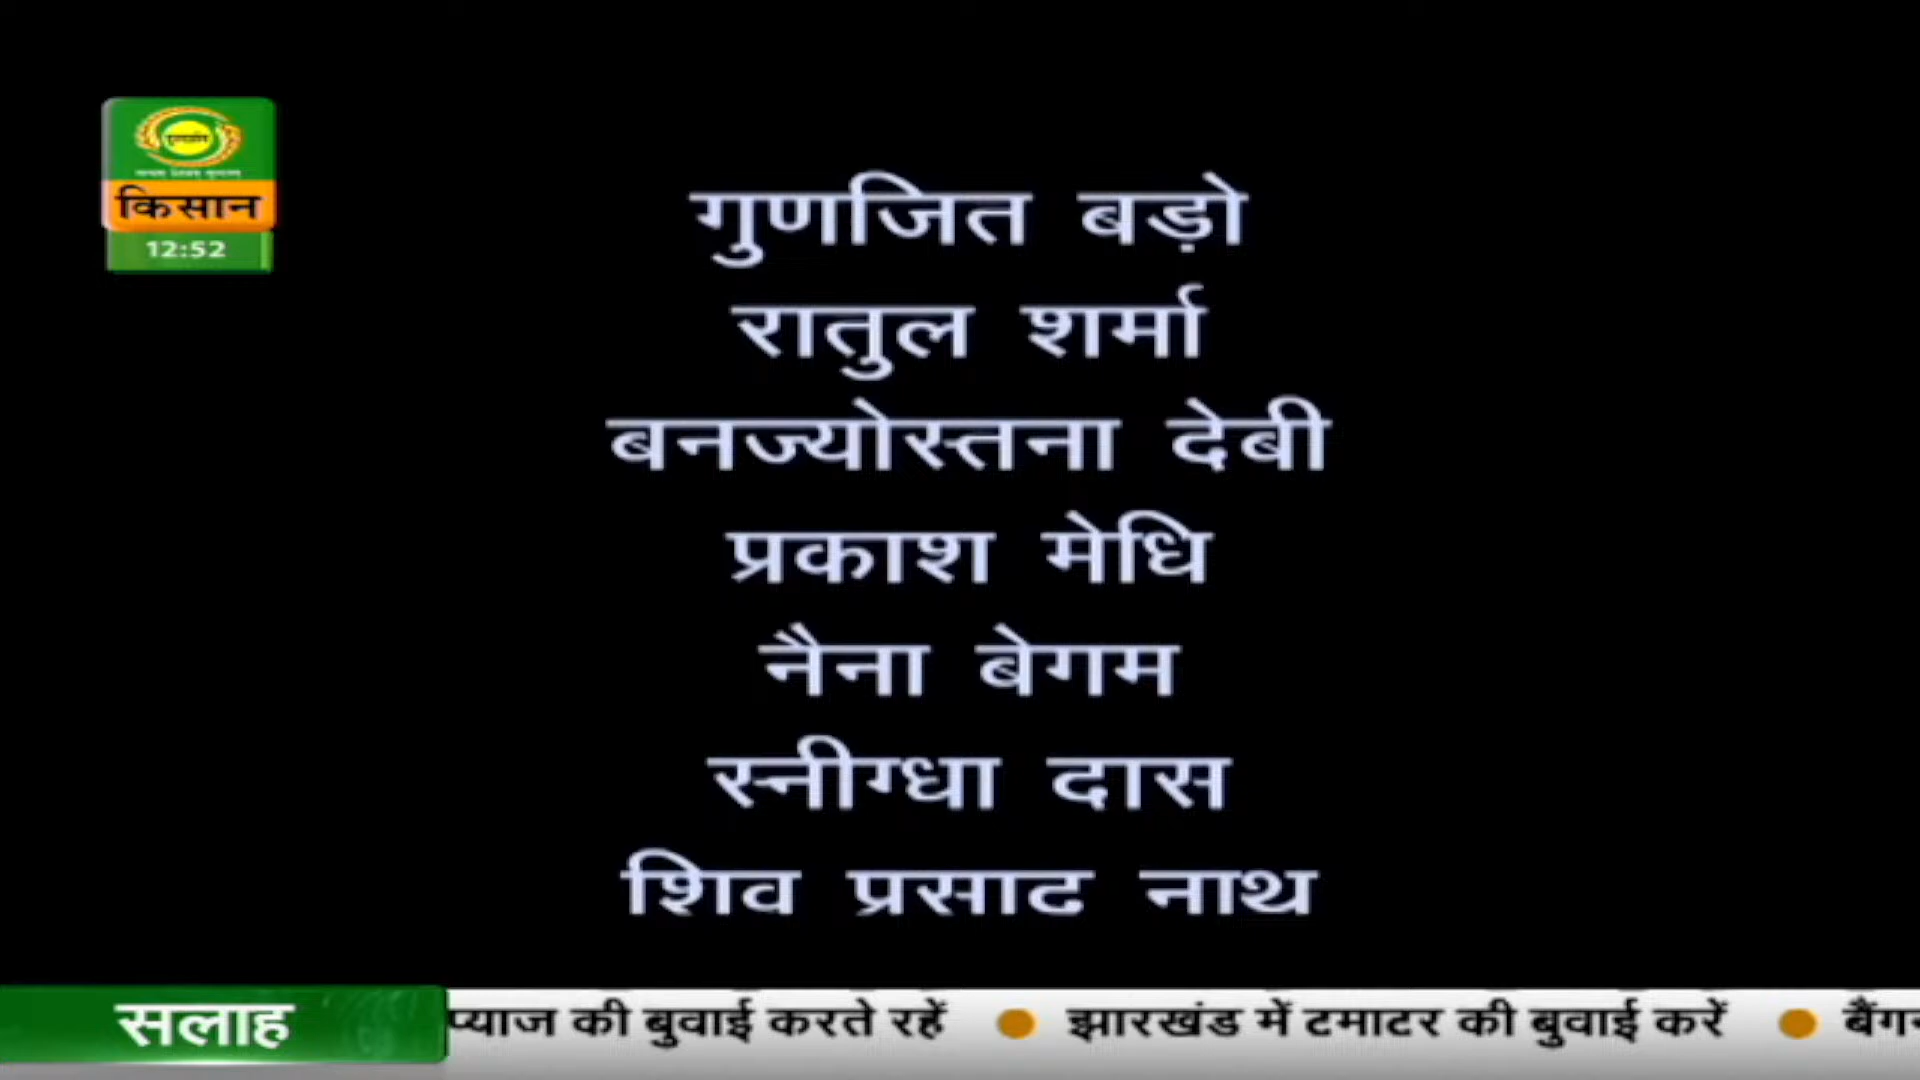 किसान
12:52
गुणजित बड़ो
रातुल शर्मा
बनज्योस्तना देबी
प्रकाश मेधि
नैना बेगम
स्नीग्धा दास
शिव प्रसाद नाथ
सलाह
प्याज की बुवाई करते रहें ● झारखंड में टमाटर की बुवाई करें ●